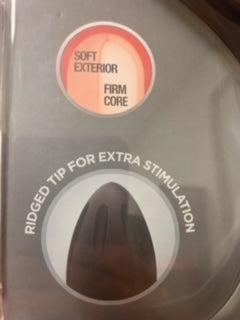 SOFT
EXTERIOR
FIRM
CORE
RIDGED TIP FOR EXTRA STIMULATION